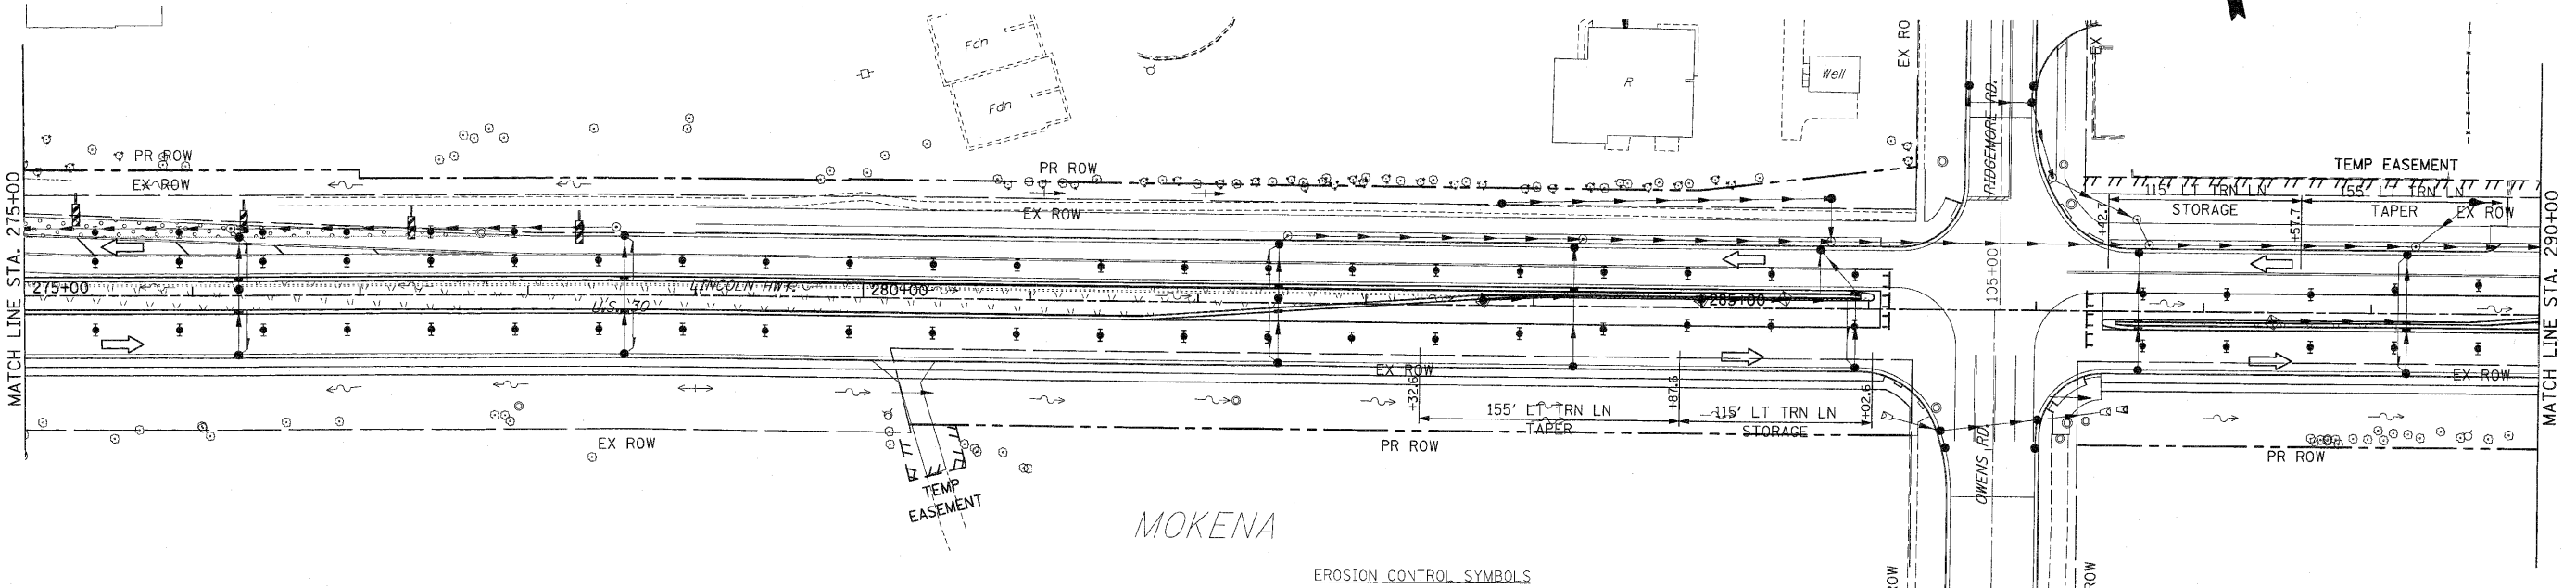 MATCH LINE STA. 275+00
PR ROW
EX ROW
275+00
LINCOLN HWY.
U.S. 30
280+00
Fdn
Fdn
PR ROW
EX ROW
R
Well
EX RO
EX
RIDGEMORE RD.
105+00
285+00
TEMP EASEMENT
115' LT TRN LN
STORAGE
155' LT TRN LN
TAPER
EX ROW
+02.7
+57.7
MATCH LINE STA. 290+00
EX ROW
EX ROW
+32.6
+87.6
+02.6
155' LT TRN LN
TAPER
115' LT TRN LN
STORAGE
EX ROW
PR ROW
PR ROW
TEMP
EASEMENT
OWENS RD.
ROW
ROW
MOKENA
EROSION CONTROL SYMBOLS